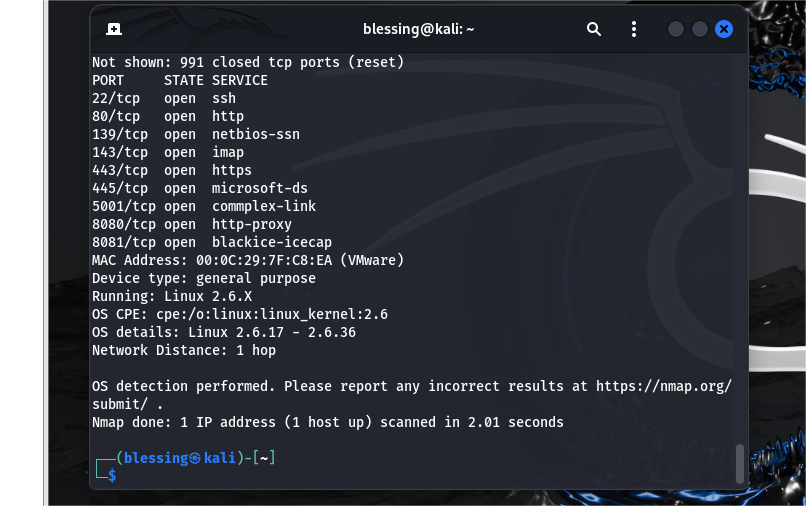 blessing@kali: ~
Not shown: 991 closed tcp ports (reset)
PORT     STATE SERVICE
22/tcp   open  ssh
80/tcp   open  http
139/tcp  open  netbios-ssn
143/tcp  open  imap
443/tcp  open  https
445/tcp  open  microsoft-ds
5001/tcp open  commplex-link
8080/tcp open  http-proxy
8081/tcp open  blackice-icecap
MAC Address: 00:0C:29:7F:C8:EA (VMware)
Device type: general purpose
Running: Linux 2.6.X
OS CPE: cpe:/o:linux:linux_kernel:2.6
OS details: Linux 2.6.17 - 2.6.36
Network Distance: 1 hop
OS detection performed. Please report any incorrect results at https://nmap.org/
submit/ .
Nmap done: 1 IP address (1 host up) scanned in 2.01 seconds
┌──(blessing㉿kali)-[~]
└─$